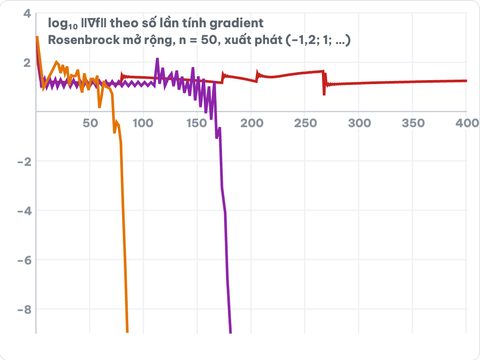 log₁₀ ||∇f|| theo số lần tính gradient
Rosenbrock mở rộng, n = 50, xuất phát (−1,2; 1; ...)
4
2
50 100 150 200 250 300 350 400
−2
−4
−6
−8